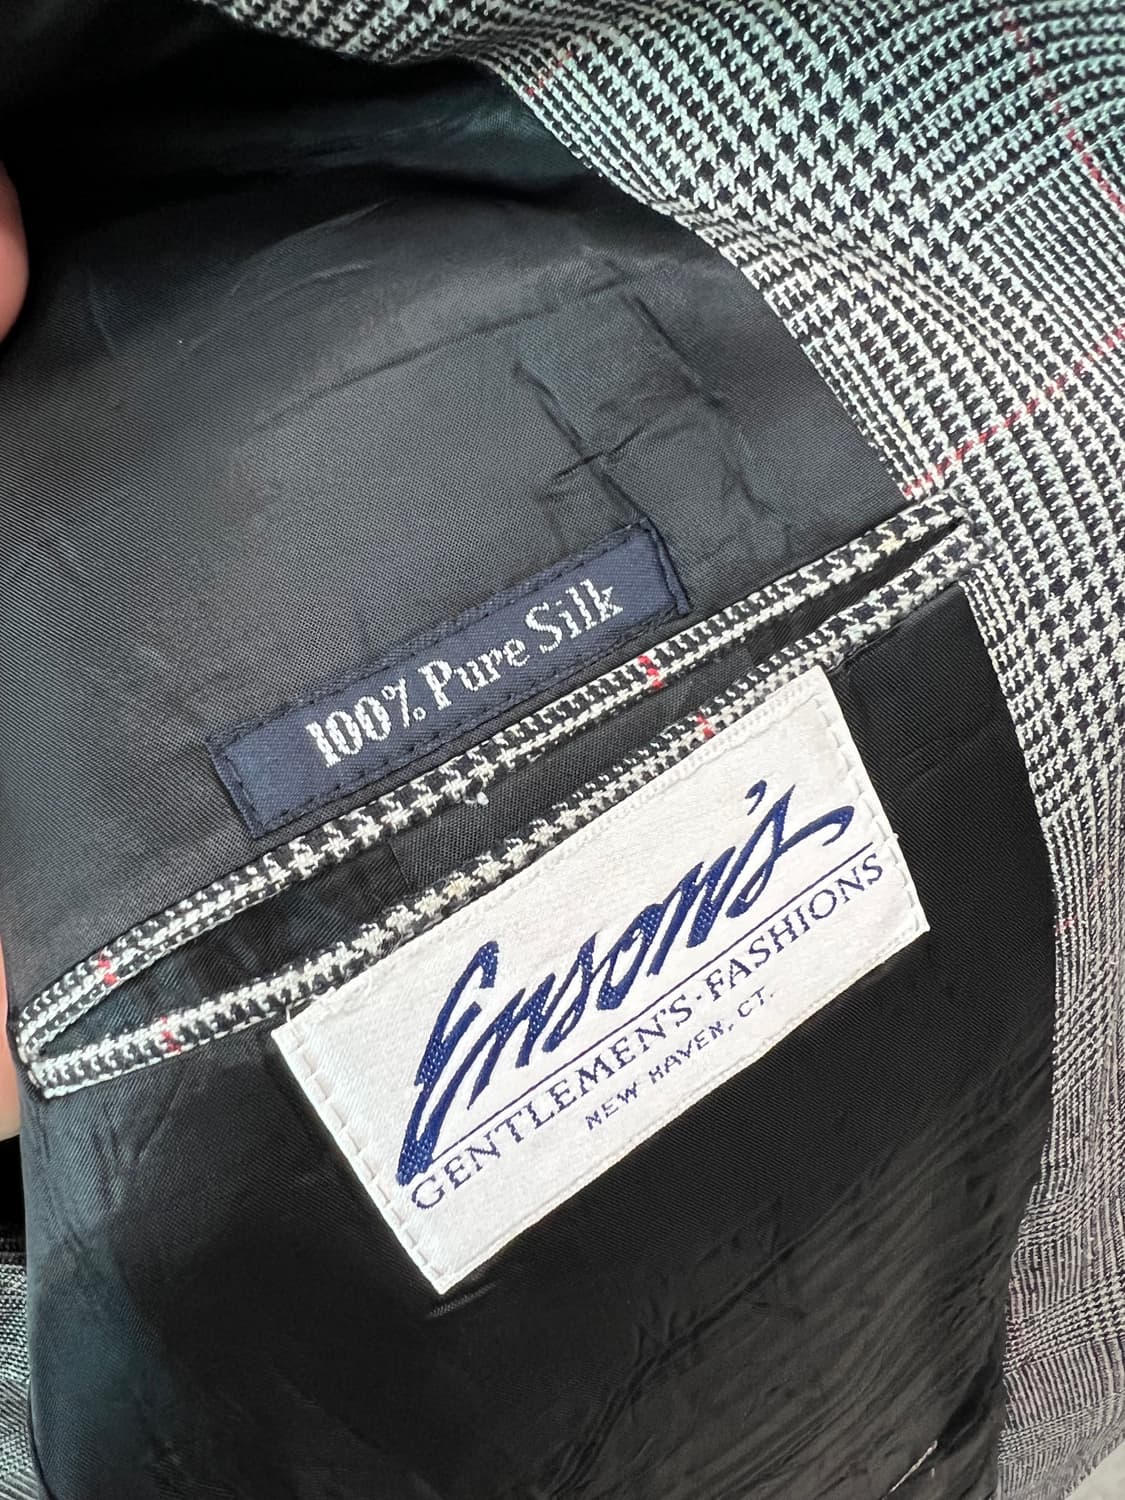 100% Pure Silk
Enson's
GENTLEMEN'S·FASHIONS
NEW HAVEN, CT.